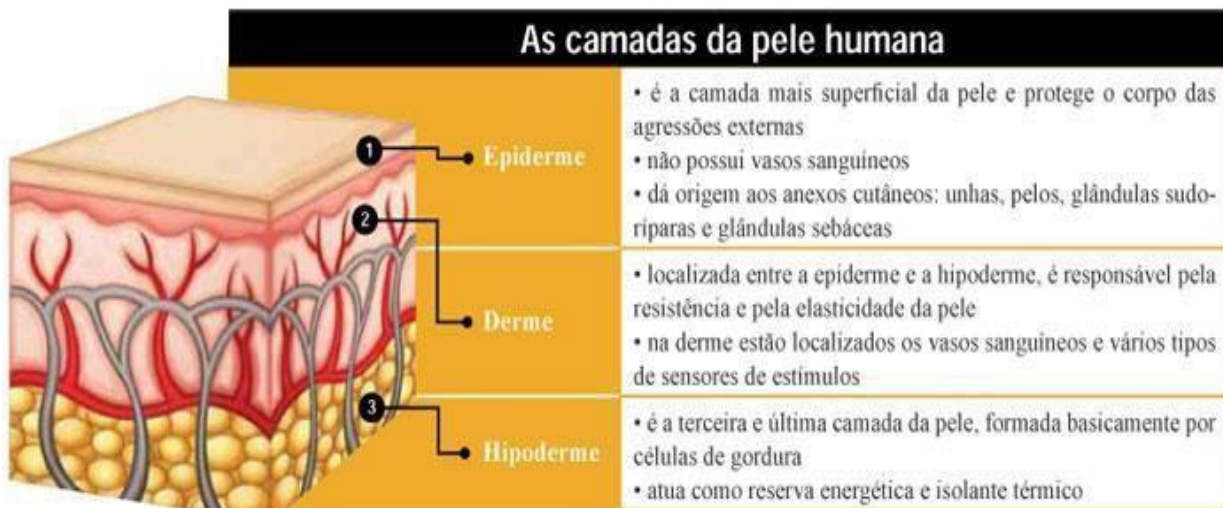 As camadas da pele humana
1
Epiderme
• é a camada mais superficial da pele e protege o corpo das
agressões externas
• não possui vasos sanguíneos
• dá origem aos anexos cutâneos: unhas, pelos, glândulas sudo-
ríparas e glândulas sebáceas
2
Derme
• localizada entre a epiderme e a hipoderme, é responsável pela
resistência e pela elasticidade da pele
• na derme estão localizados os vasos sanguíneos e vários tipos
de sensores de estímulos
3
Hipoderme
• é a terceira e última camada da pele, formada basicamente por
células de gordura
• atua como reserva energética e isolante térmico